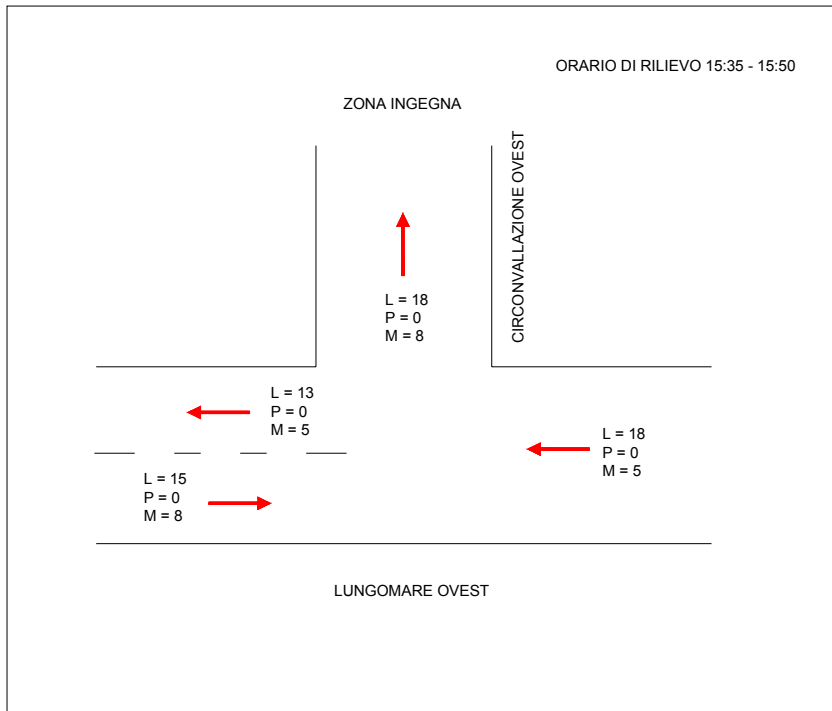 ORARIO DI RILIEVO 15:35 - 15:50
ZONA INGEGNA
CIRCONVALLAZIONE OVEST
L = 18
P = 0
M = 8
L = 13
P = 0
M = 5
L = 18
P = 0
M = 5
L = 15
P = 0
M = 8
LUNGOMARE OVEST